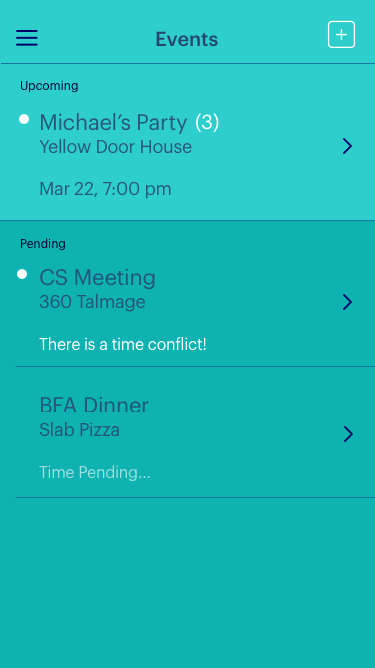 Events
Upcoming
Michael's Party (3)
Yellow Door House
Mar 22, 7:00 pm
Pending
CS Meeting
360 Talmage
There is a time conflict!
BFA Dinner
Slab Pizza
Time Pending...